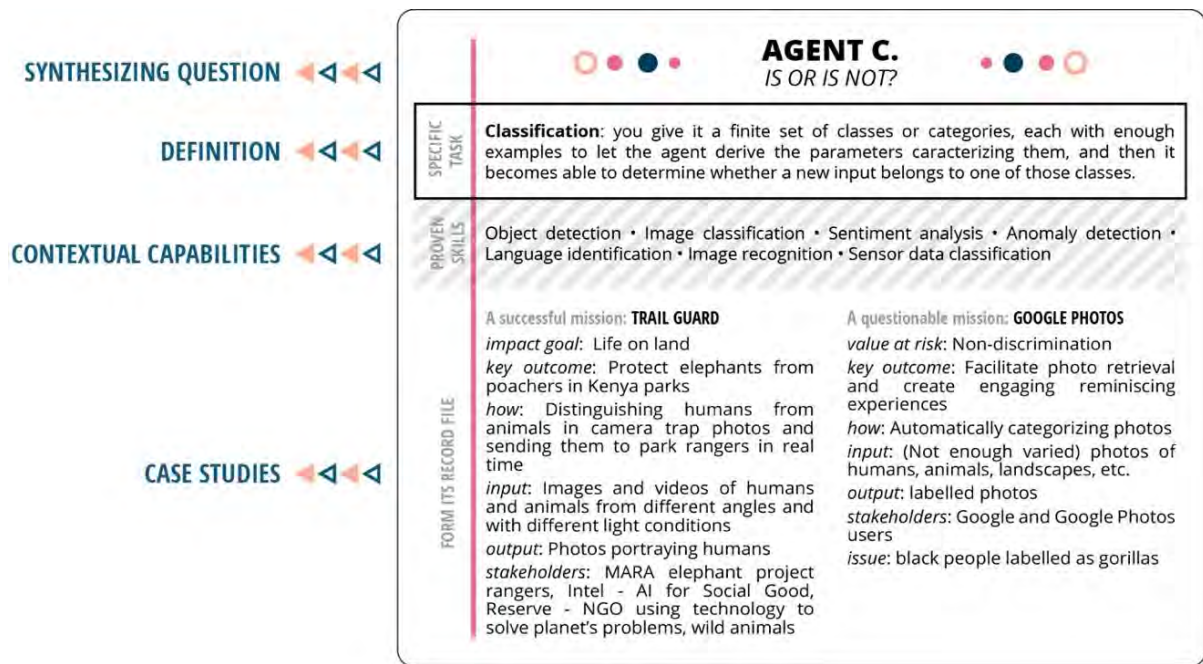 SYNTHESIZING QUESTION
DEFINITION
CONTEXTUAL CAPABILITIES
CASE STUDIES
AGENT C.
IS OR IS NOT?
SPECIFIC
TASK
Classification: you give it a finite set of classes or categories, each with enough
examples to let the agent derive the parameters caracterizing them, and then it
becomes able to determine whether a new input belongs to one of those classes.
PROVEN
SKILLS
Object detection • Image classification • Sentiment analysis • Anomaly detection •
Language identification • Image recognition • Sensor data classification
FORM ITS RECORD FILE
A successful mission: TRAIL GUARD
impact goal: Life on land
key outcome: Protect elephants from
poachers in Kenya parks
how: Distinguishing humans from
animals in camera trap photos and
sending them to park rangers in real
time
input: Images and videos of humans
and animals from different angles and
with different light conditions
output: Photos portraying humans
stakeholders: MARA elephant project
rangers, Intel - AI for Social Good,
Reserve - NGO using technology to
solve planet's problems, wild animals
A questionable mission: GOOGLE PHOTOS
value at risk: Non-discrimination
key outcome: Facilitate photo retrieval
and create engaging reminiscing
experiences
how: Automatically categorizing photos
input: (Not enough varied) photos of
humans, animals, landscapes, etc.
output: labelled photos
stakeholders: Google and Google Photos
users
issue: black people labelled as gorillas